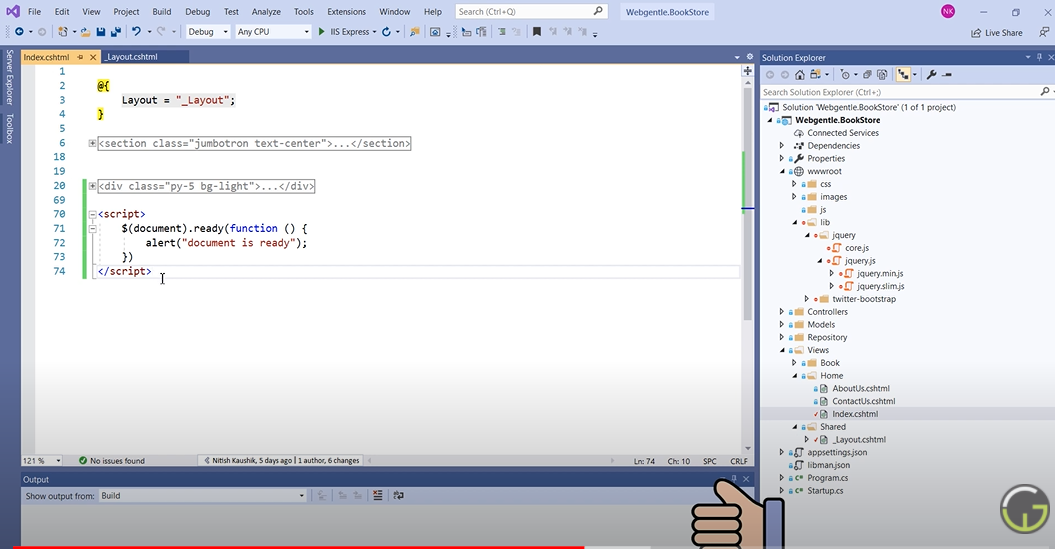 File Edit View Project Build Debug Test Analyze Tools Extensions Window Help Search (Ctrl+Q) Webgentle.BookStore NK
Debug Any CPU IIS Express Live Share
Server Explorer
Toolbox
Index.cshtml _Layout.cshtml
1
2 @{
3 Layout = "_Layout";
4 }
5
6 <section class="jumbotron text-center">...</section>
18
19
20 <div class="py-5 bg-light">...</div>
69
70 <script>
71 $(document).ready(function () {
72 alert("document is ready");
73 })
74 </script>
121 % No issues found Nitish Kaushik, 5 days ago | 1 author, 6 changes Ln: 74 Ch: 10 SPC CRLF
Output
Show output from: Build
Solution Explorer
Search Solution Explorer (Ctrl+;)
Solution 'Webgentle.BookStore' (1 of 1 project)
Webgentle.BookStore
Connected Services
Dependencies
Properties
wwwroot
css
images
js
lib
jquery
core.js
jquery.js
jquery.min.js
jquery.slim.js
twitter-bootstrap
Controllers
Models
Repository
Views
Book
Home
AboutUs.cshtml
ContactUs.cshtml
Index.cshtml
Shared
_Layout.cshtml
appsettings.json
libman.json
C# Program.cs
C# Startup.cs